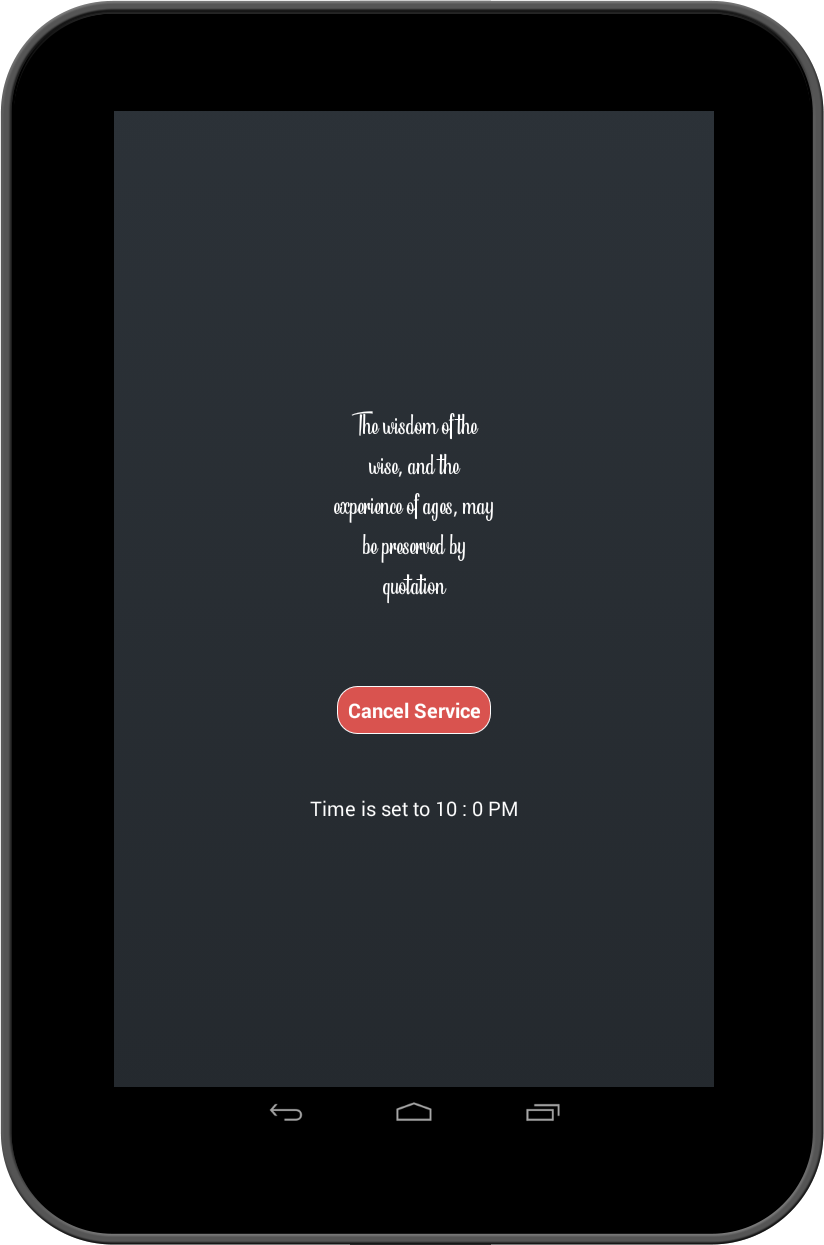 The wisdom of the
wise, and the
experience of ages, may
be preserved by
quotation
Cancel Service
Time is set to 10 : 0 PM